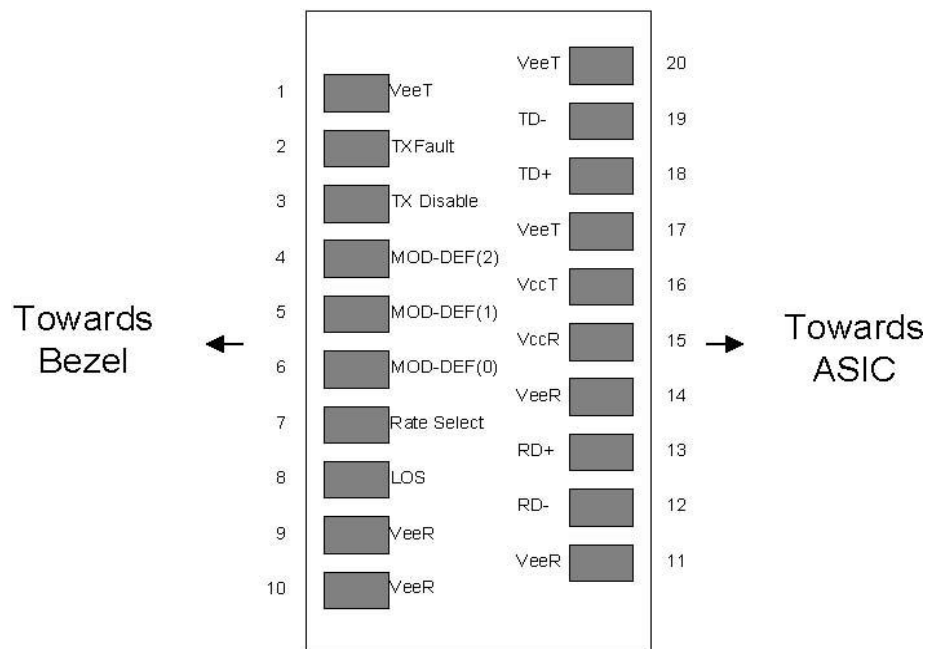 VeeT 20
1 VeeT
TD- 19
2 TXFault
TD+ 18
3 TX Disable
VeeT 17
4 MOD-DEF(2)
VccT 16
5 MOD-DEF(1)
Towards
Bezel
VccR 15
Towards
ASIC
6 MOD-DEF(0)
VeeR 14
7 Rate Select
RD+ 13
8 LOS
RD- 12
9 VeeR
VeeR 11
10 VeeR